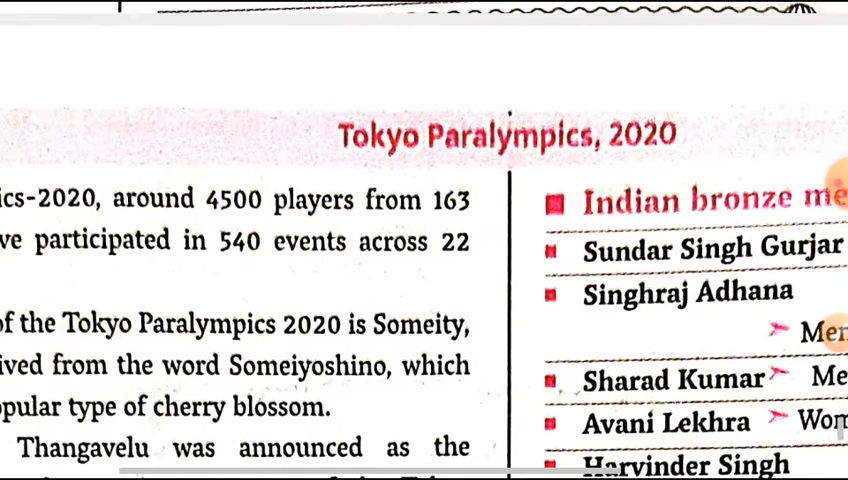 Tokyo Paralympics, 2020
ics-2020, around 4500 players from 163
ve participated in 540 events across 22
of the Tokyo Paralympics 2020 is Someity,
ived from the word Someiyoshino, which
opular type of cherry blossom.
Thangavelu was announced as the
Indian bronze me
Sundar Singh Gurjar
Singhraj Adhana
Men
Sharad Kumar Me
Avani Lekhra Wom
Harvinder Singh